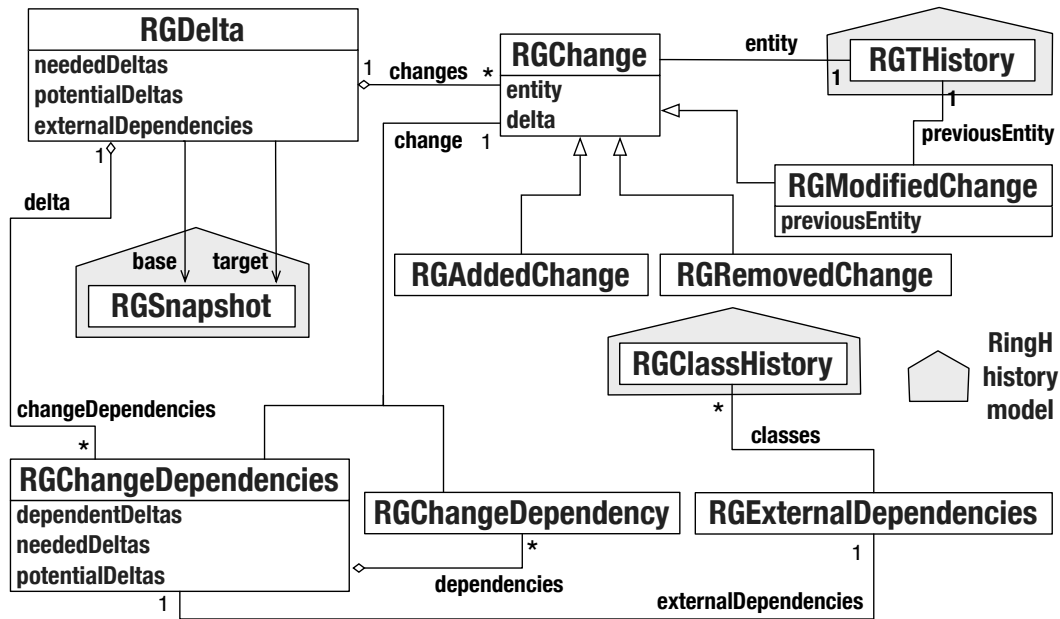 RGDelta
neededDeltas
potentialDeltas
externalDependencies
1
changes
*
RGChange
entity
delta
entity
1
RGTHistory
1
previousEntity
RGModifiedChange
previousEntity
1
delta
change
1
base
target
RGSnapshot
RGAddedChange
RGRemovedChange
RGClassHistory
*
classes
RingH
history
model
changeDependencies
*
RGChangeDependencies
dependentDeltas
neededDeltas
potentialDeltas
1
RGChangeDependency
*
dependencies
RGExternalDependencies
1
externalDependencies